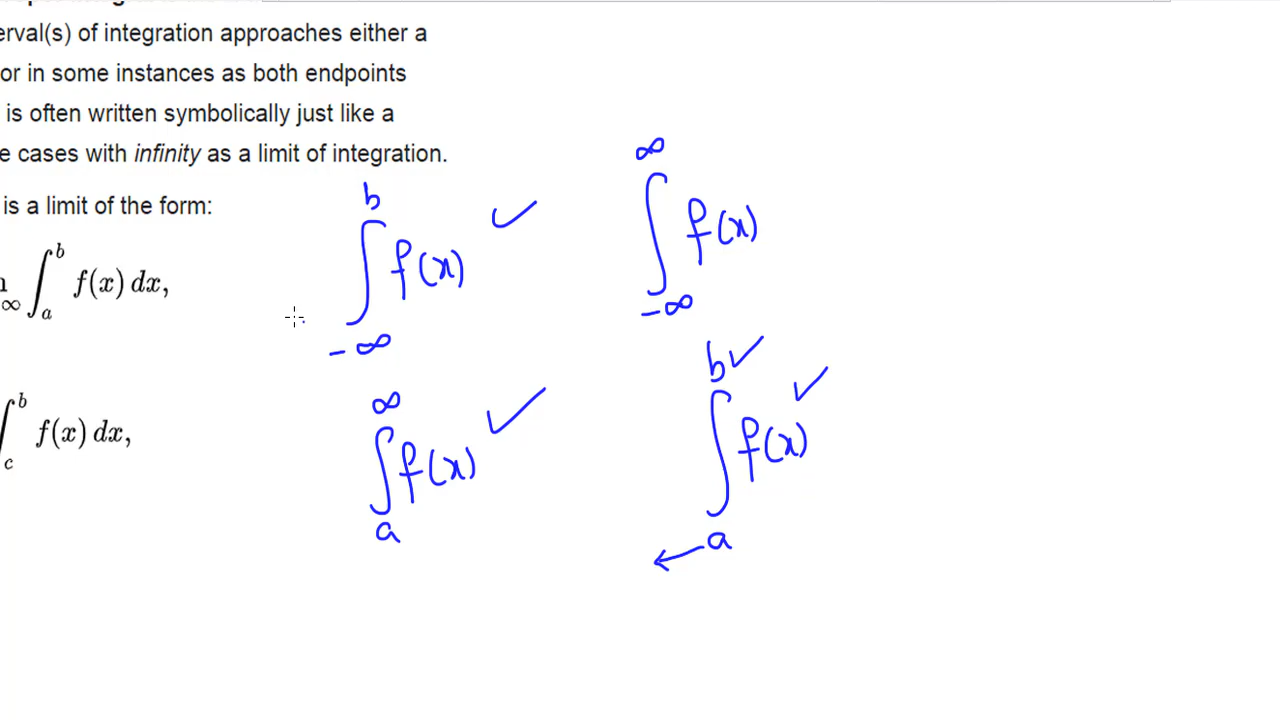 erval(s) of integration approaches either a
or in some instances as both endpoints
is often written symbolically just like a
e cases with infinity as a limit of integration.
is a limit of the form:
∞ ∫_a^b f(x) dx,
∫_c^b f(x) dx,
∫_{-∞}^b f(x) ✓
∫_{-∞}^∞ f(x)
∫_a^∞ f(x) ✓
∫_a^{b✓} f(x) ✓
←